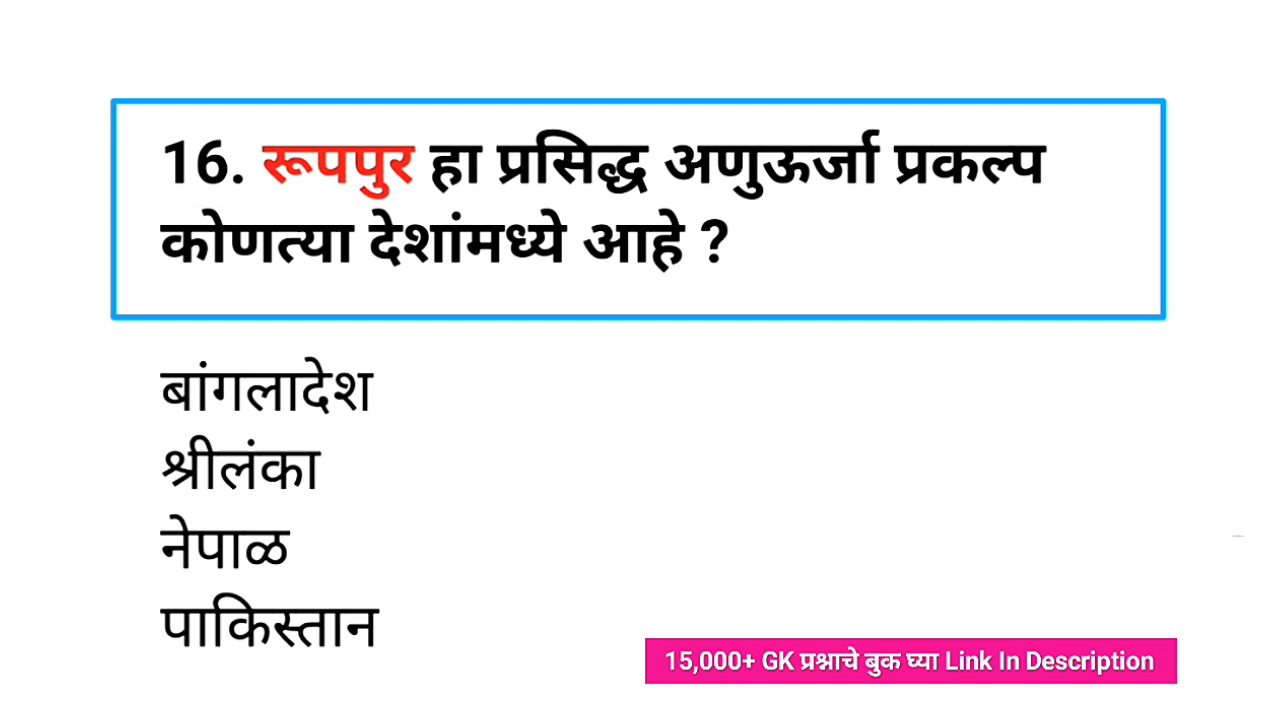 16. रूपपुर हा प्रसिद्ध अणुऊर्जा प्रकल्प
कोणत्या देशांमध्ये आहे ?
बांगलादेश
श्रीलंका
नेपाळ
पाकिस्तान
15,000+ GK प्रश्नाचे बुक घ्या Link In Description